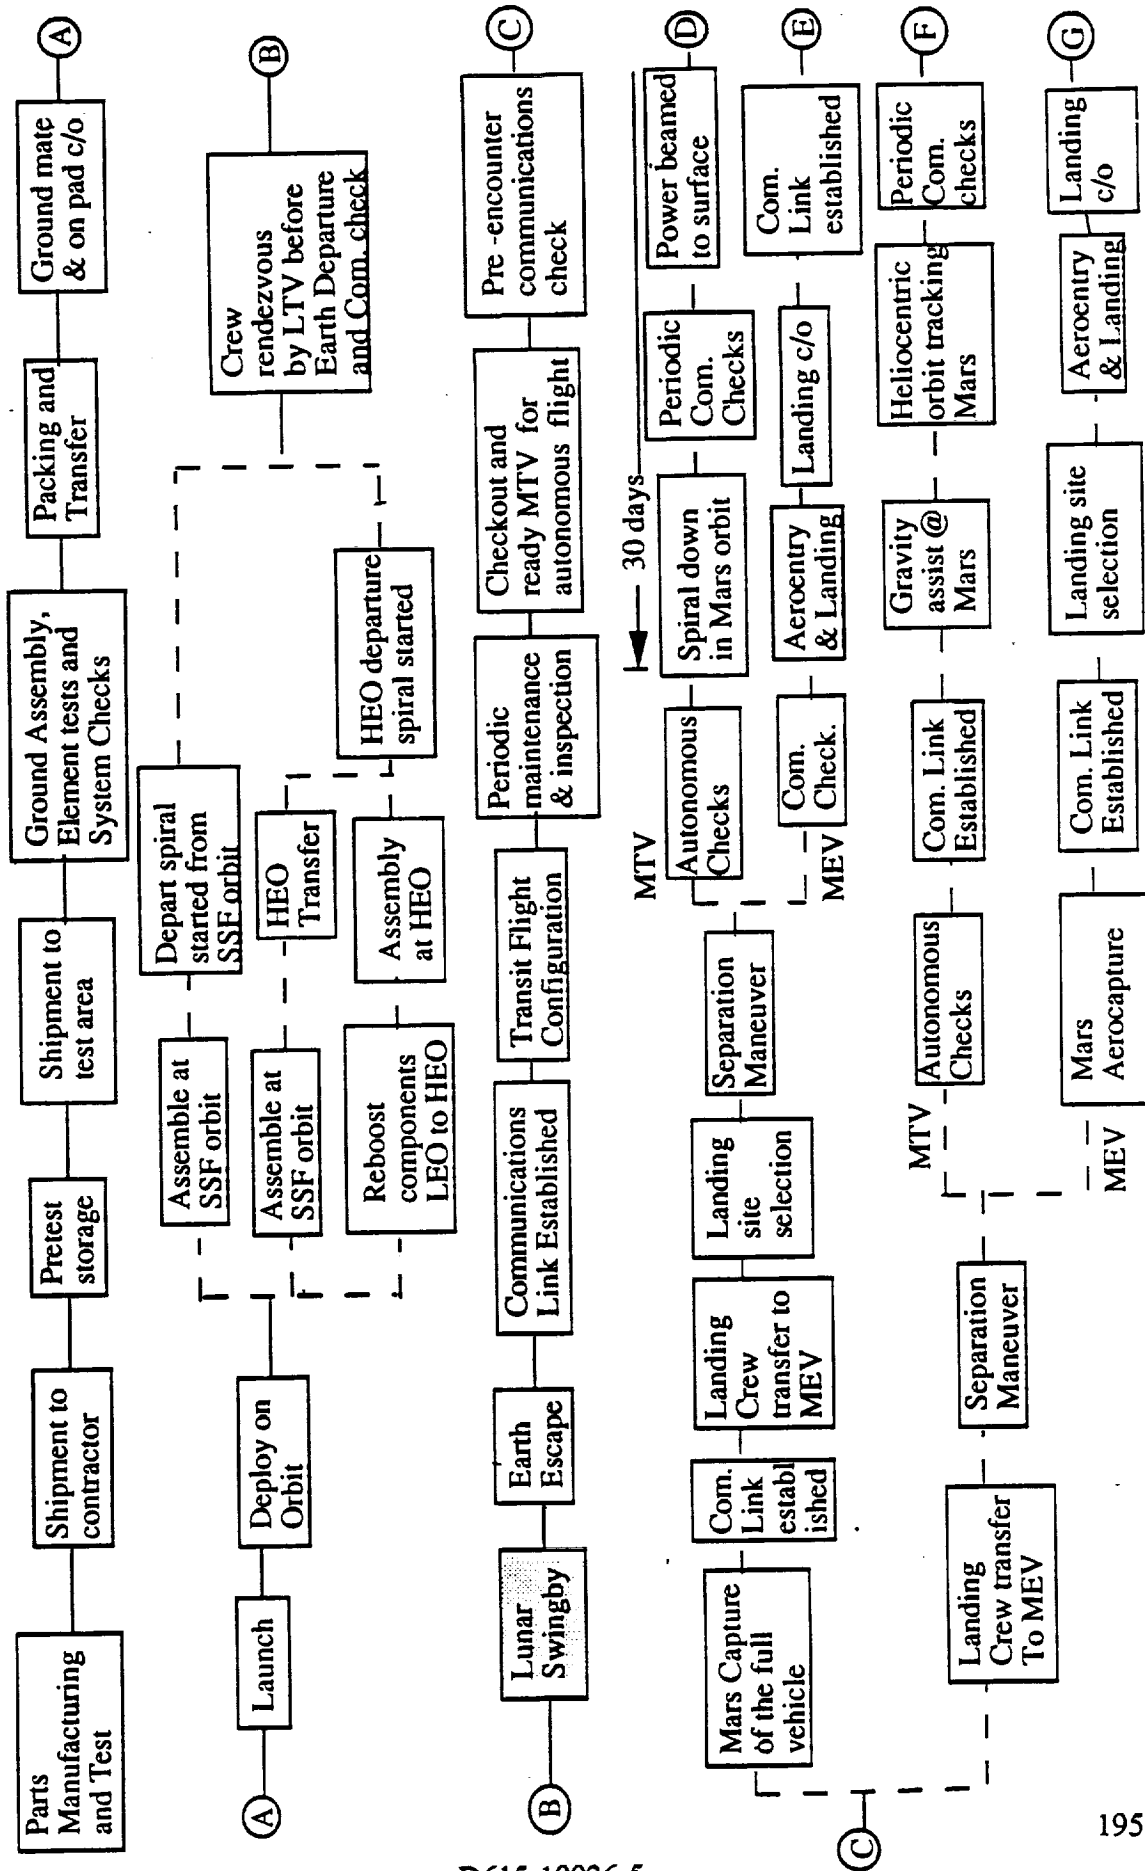 Parts
Manufacturing
and Test
Shipment to
contractor
Pretest
storage
Shipment to
test area
Ground Assembly,
Element tests and
System Checks
Packing and
Transfer
Ground mate
& on pad c/o
A
A
Launch
Deploy on
Orbit
Assemble at
SSF orbit
Depart spiral
started from
SSF orbit
Assemble at
SSF orbit
HEO
Transfer
Reboost
components
LEO to HEO
Assembly
at HEO
HEO departure
spiral started
Crew
rendezvous
by LTV before
Earth Departure
and Com. check
B
B
Lunar
Swingby
Earth
Escape
Communications
Link Established
Transit Flight
Configuration
Periodic
maintenance
& inspection
Checkout and
ready MTV for
autonomous flight
Pre -encounter
communications
check
C
C
Mars Capture
of the full
vehicle
Com.
Link
establ
ished
Landing
Crew
transfer to
MEV
Landing
site
selection
Separation
Maneuver
MTV
Autonomous
Checks
30 days
Spiral down
in Mars orbit
Periodic
Com.
Checks
Power beamed
to surface
D
MEV
Com.
Check.
Aeroentry
& Landing
Landing c/o
Com.
Link
established
E
Landing
Crew transfer
To MEV
Separation
Maneuver
MTV
Autonomous
Checks
Com. Link
Established
Gravity
assist @
Mars
Heliocentric
orbit tracking
Mars
Periodic
Com.
checks
F
MEV
Mars
Aerocapture
Com. Link
Established
Landing site
selection
Aeroentry
& Landing
Landing
c/o
G
195